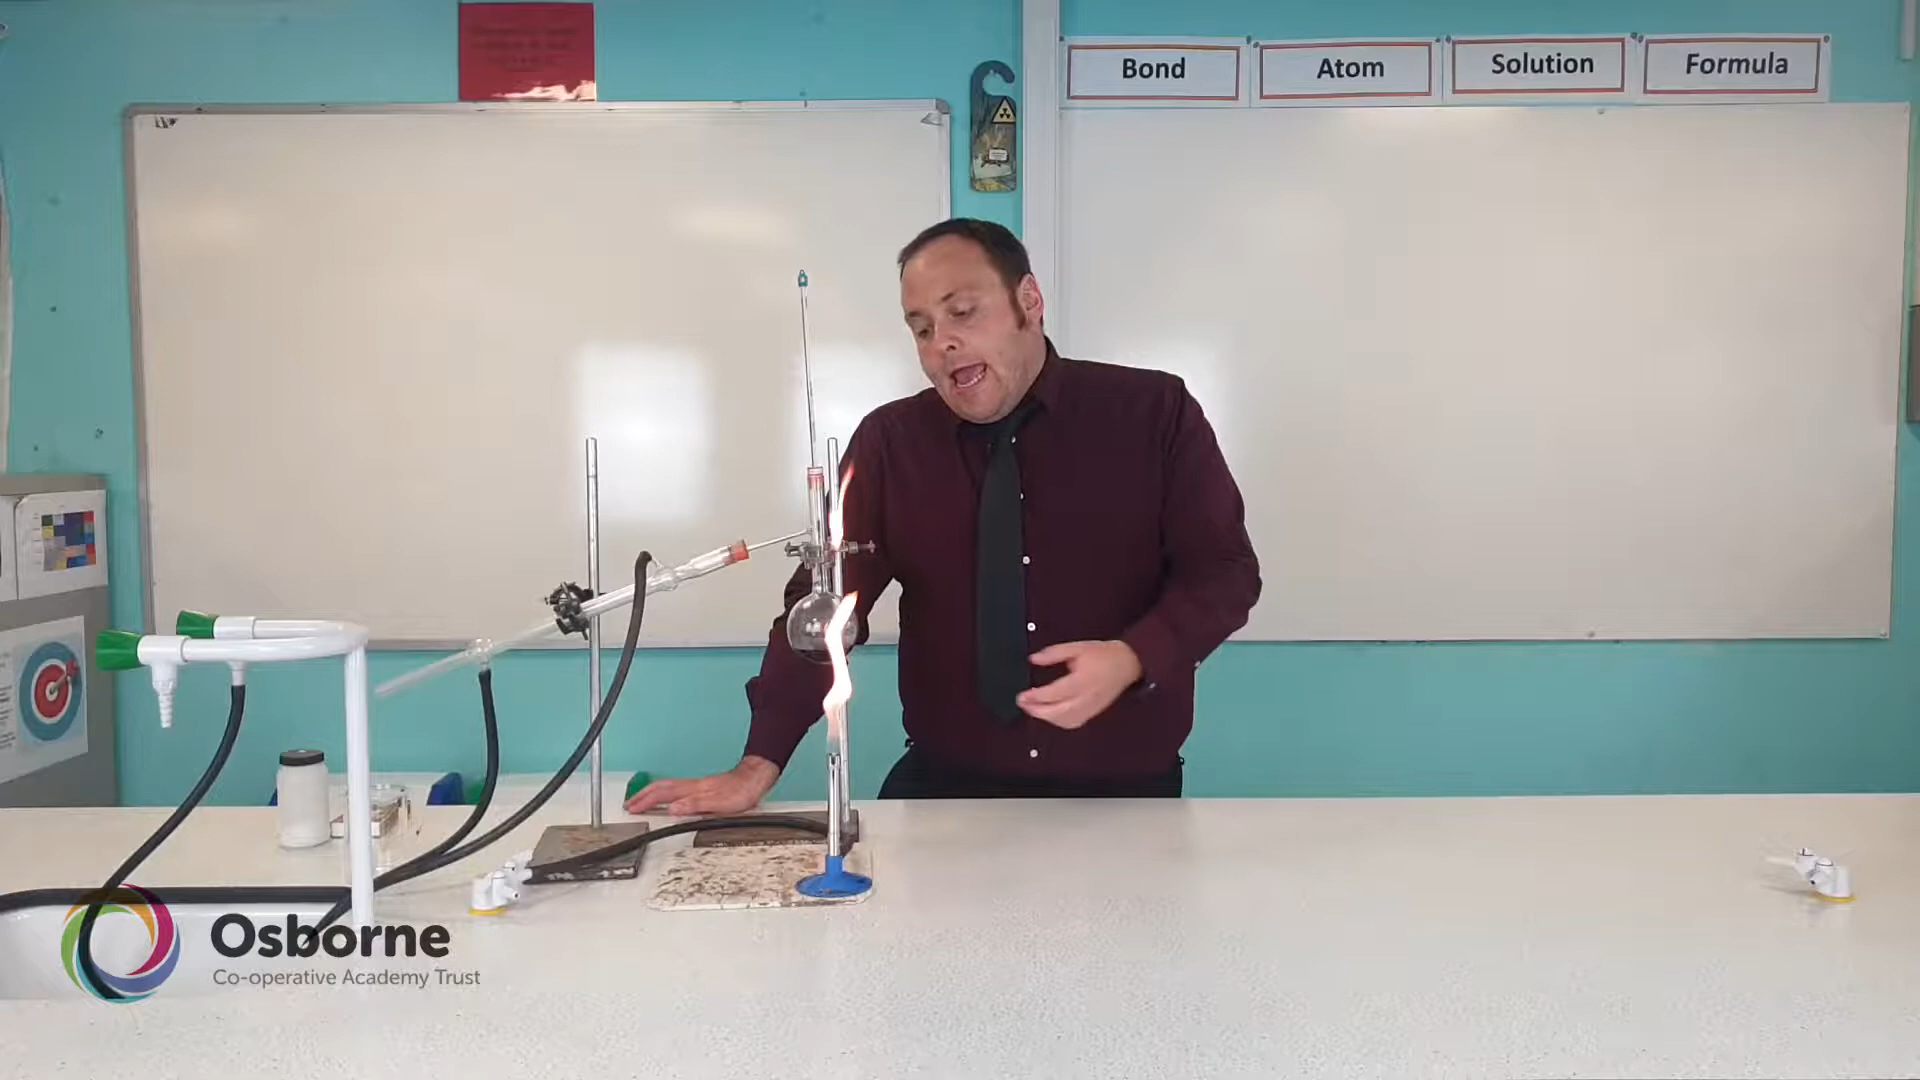 Bond
Atom
Solution
Formula
Osborne
Co-operative Academy Trust